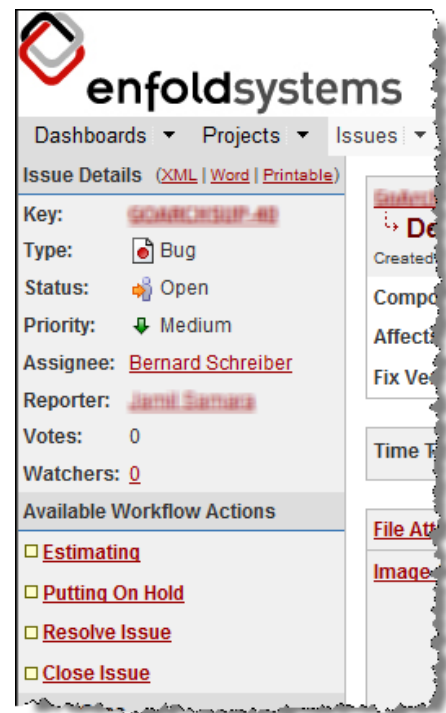 enfoldsystems
Dashboards Projects Issues
Issue Details (XML | Word | Printable)
Key:
Type: Bug
Status: Open
Priority: Medium
Assignee: Bernard Schreiber
Reporter:
Votes: 0
Watchers: 0
Available Workflow Actions
Estimating
Putting On Hold
Resolve Issue
Close Issue
De
Created
Compo
Affect
Fix Ve
Time T
File Att
Image